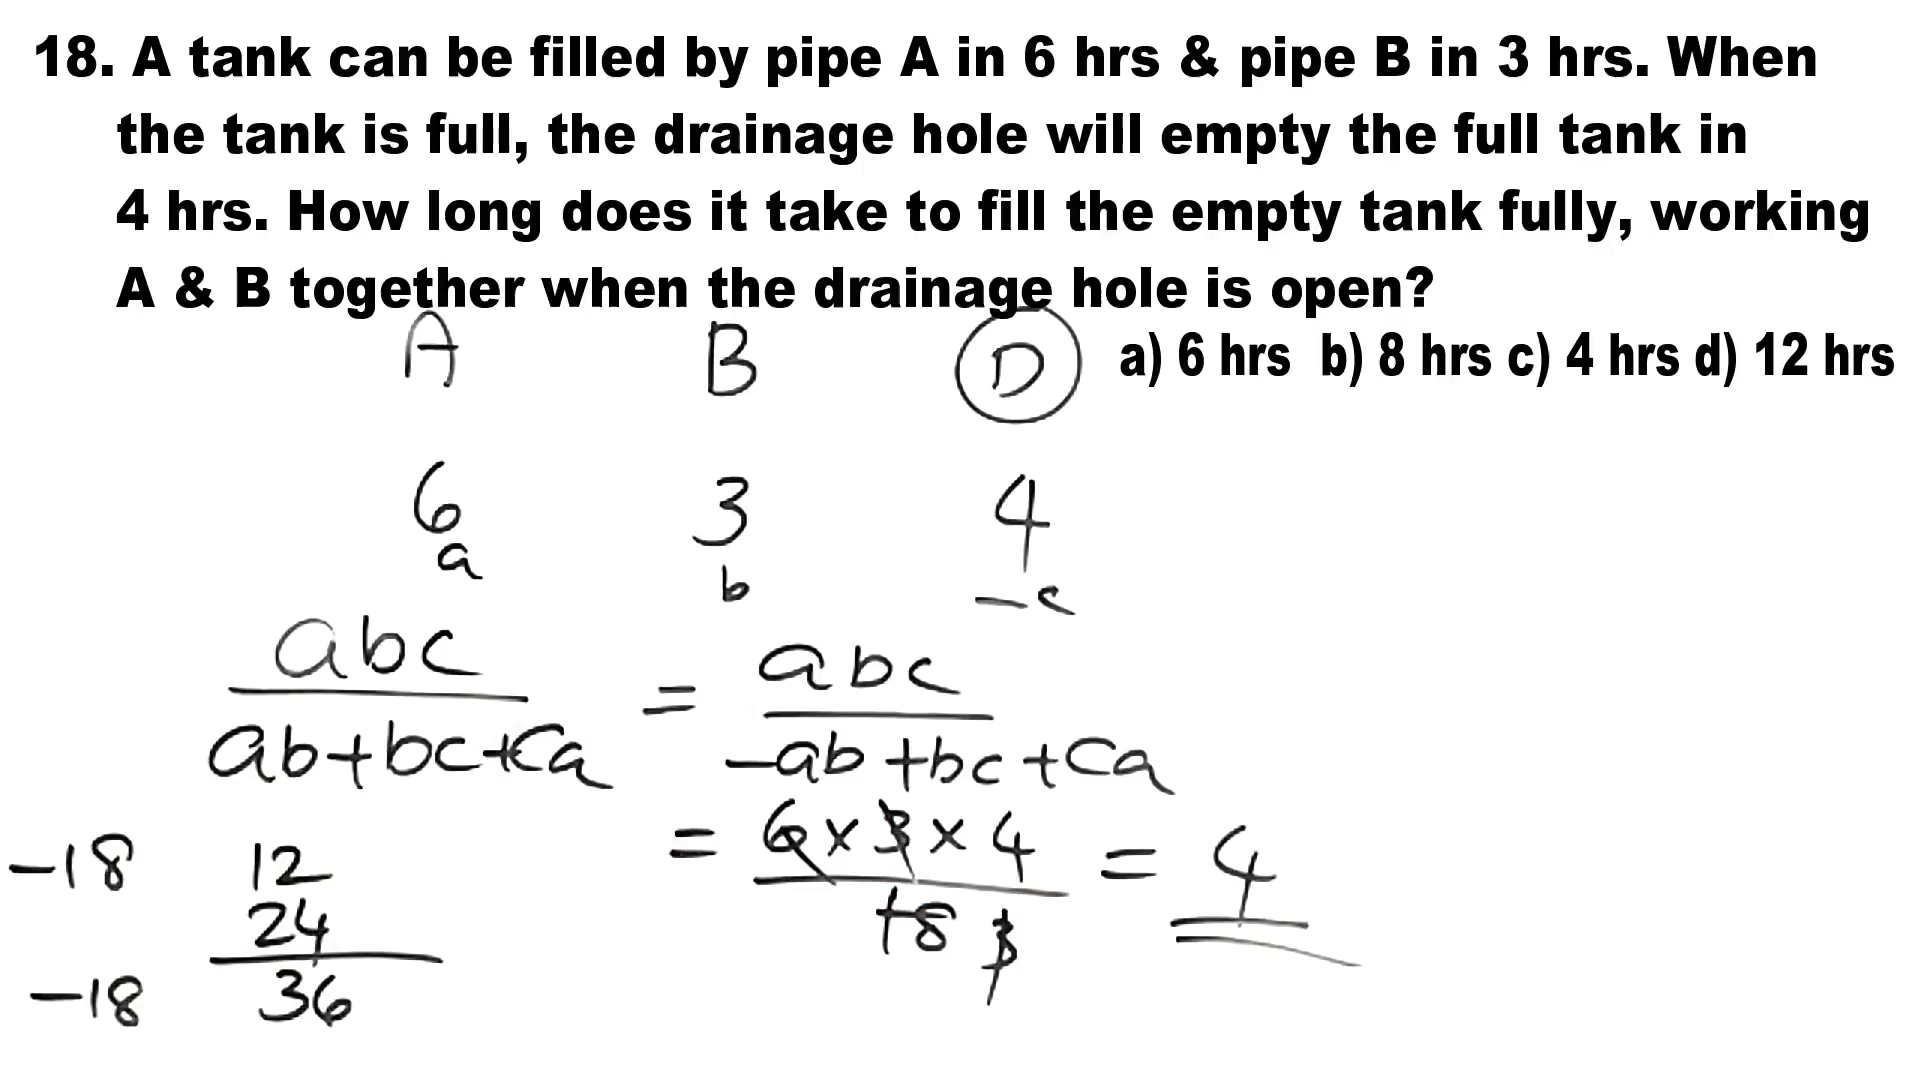 18. A tank can be filled by pipe A in 6 hrs & pipe B in 3 hrs. When
the tank is full, the drainage hole will empty the full tank in
4 hrs. How long does it take to fill the empty tank fully, working
A & B together when the drainage hole is open?
a) 6 hrs b) 8 hrs c) 4 hrs d) 12 hrs
A B D
6 3 4
a b -c
abc = abc
ab+bc+ca -ab+bc+ca
= 6 x 3 x 4 = 4
18 3
-18 12
24
-18 36